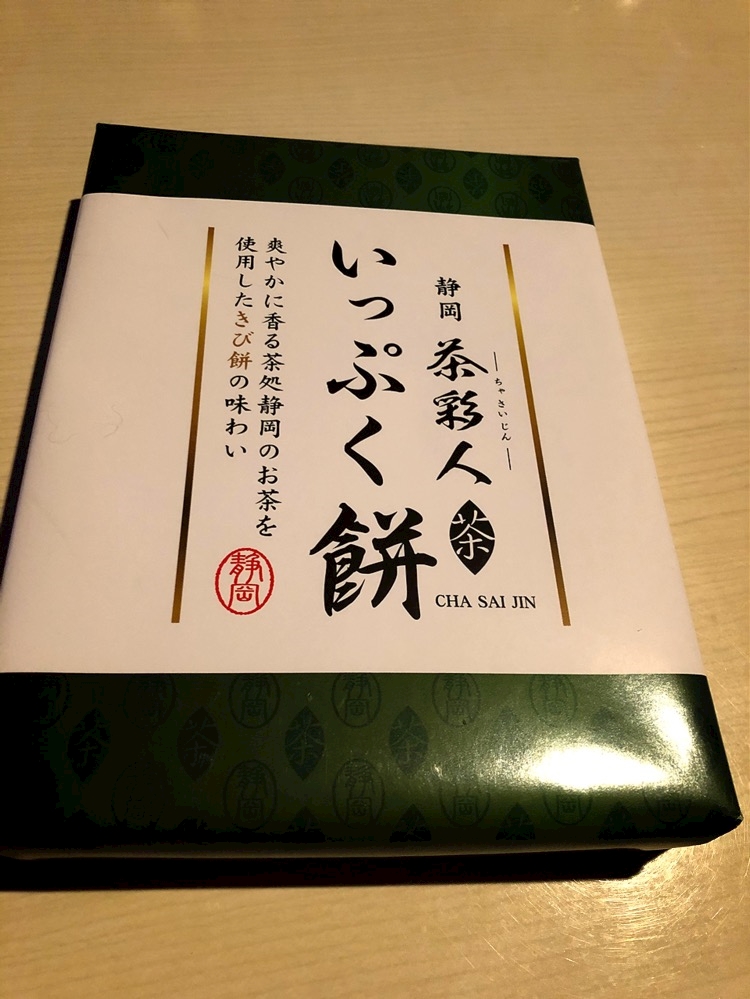 静岡 茶彩人
ちゃさいじん
茶
CHA SAI JIN
いっぷく餅
爽やかに香る茶処静岡のお茶を
使用したきび餅の味わい
静岡